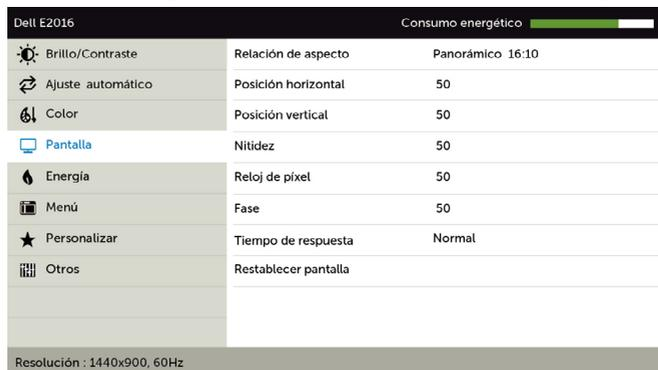 Dell E2016 Consumo energético
Brillo/Contraste Relación de aspecto Panorámico 16:10
Ajuste automático Posición horizontal 50
Color Posición vertical 50
Pantalla Nitidez 50
Energía Reloj de píxel 50
Menú Fase 50
Personalizar Tiempo de respuesta Normal
Otros Restablecer pantalla
Resolución : 1440x900, 60Hz